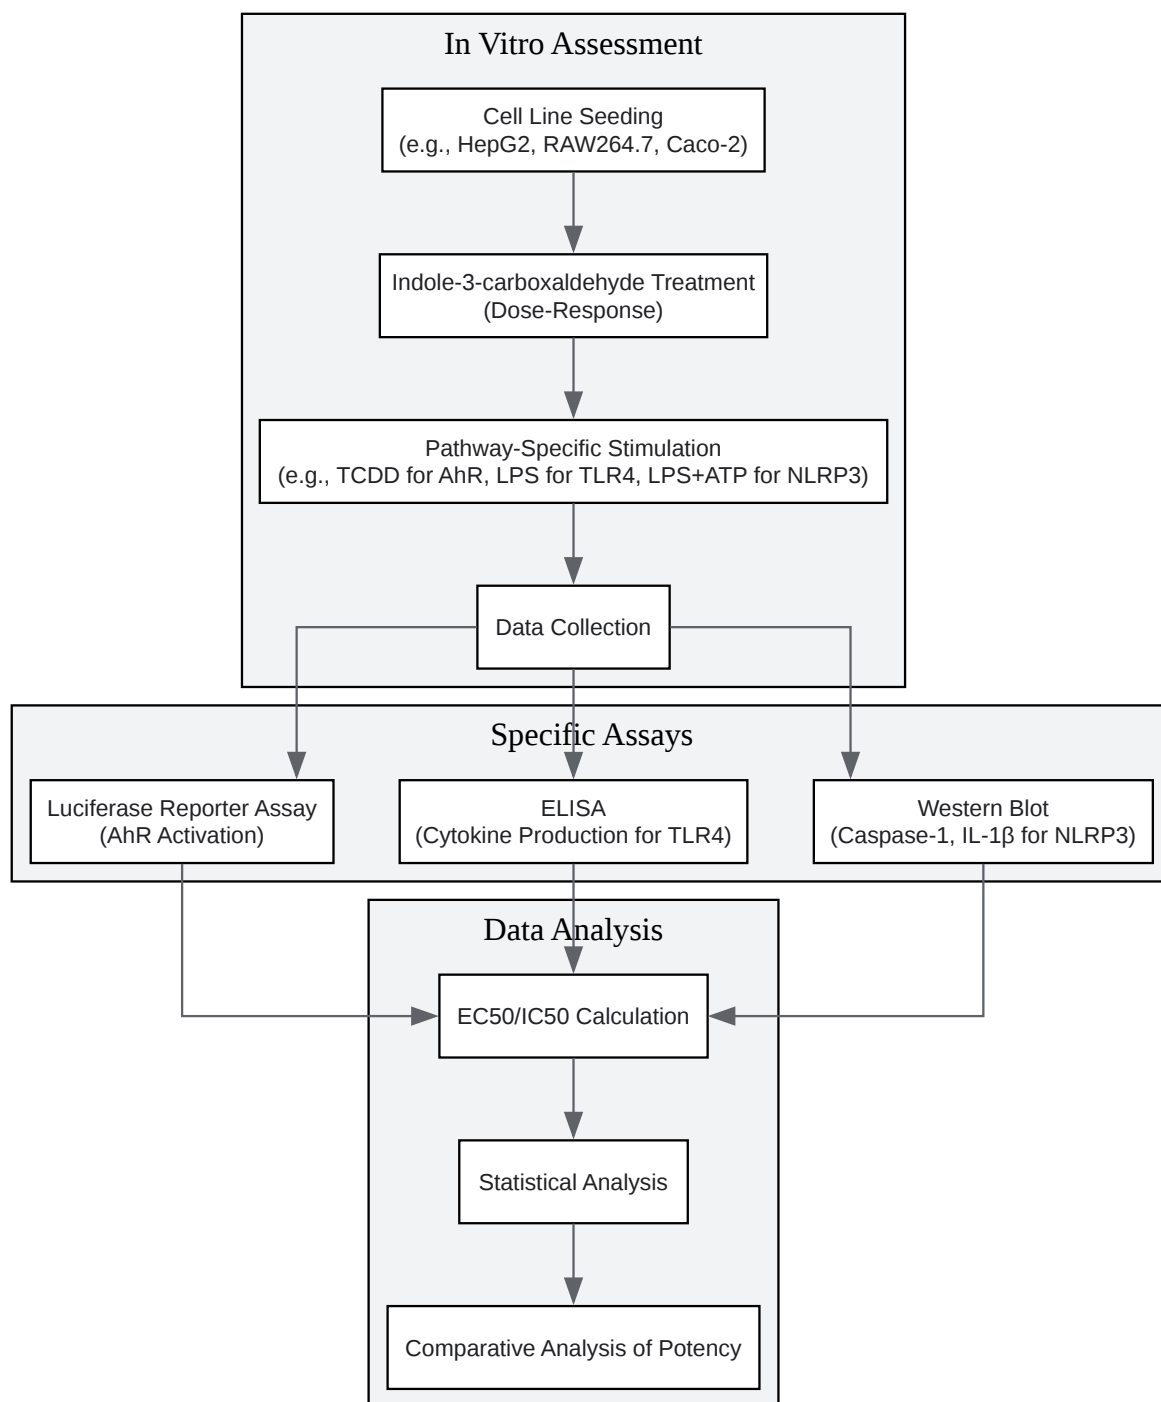 In Vitro Assessment
Cell Line Seeding
(e.g., HepG2, RAW264.7, Caco-2)
Indole-3-carboxaldehyde Treatment
(Dose-Response)
Pathway-Specific Stimulation
(e.g., TCDD for AhR, LPS for TLR4, LPS+ATP for NLRP3)
Data Collection
Specific Assays
Luciferase Reporter Assay
(AhR Activation)
ELISA
(Cytokine Production for TLR4)
Western Blot
(Caspase-1, IL-1β for NLRP3)
Data Analysis
EC50/IC50 Calculation
Statistical Analysis
Comparative Analysis of Potency